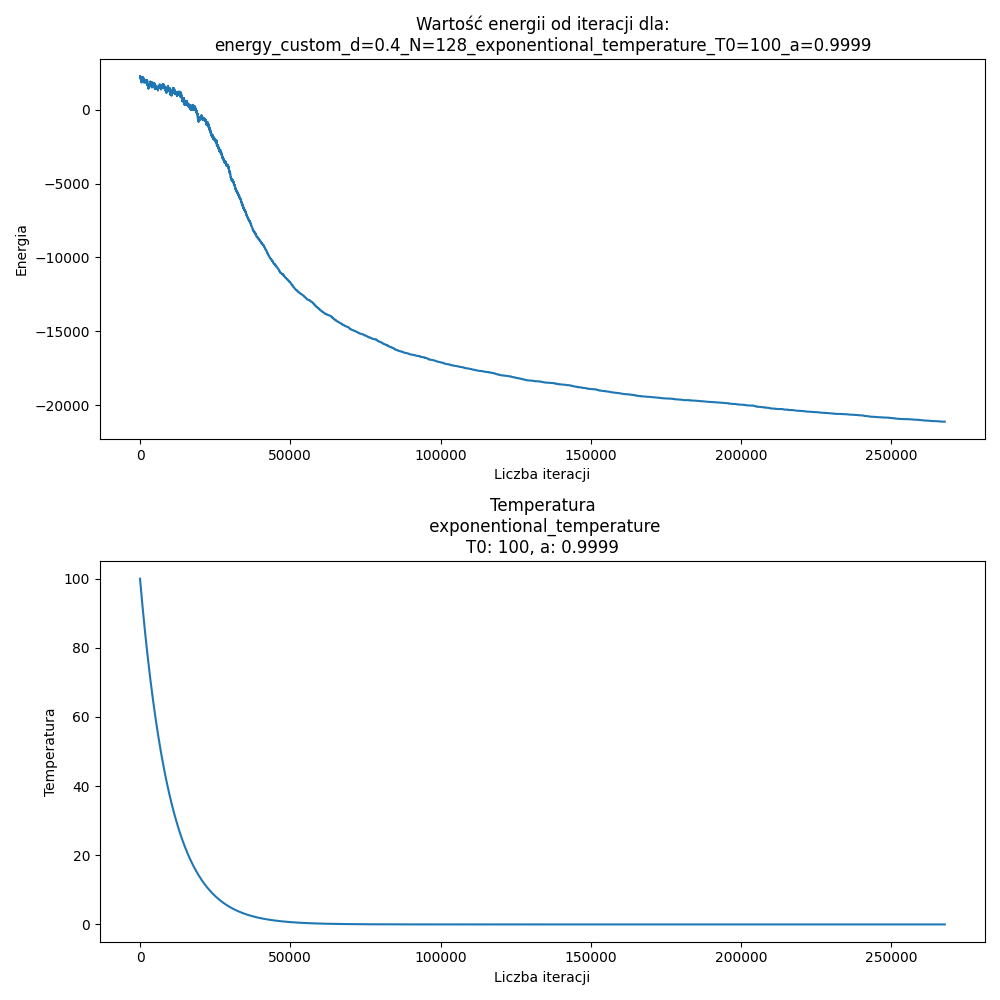 Wartość energii od iteracji dla:
energy_custom_d=0.4_N=128_exponentional_temperature_T0=100_a=0.9999
0
−5000
−10000
−15000
−20000
Energia
0
50000
100000
150000
200000
250000
Liczba iteracji
Temperatura
exponentional_temperature
T0: 100, a: 0.9999
100
80
60
40
20
0
Temperatura
0
50000
100000
150000
200000
250000
Liczba iteracji